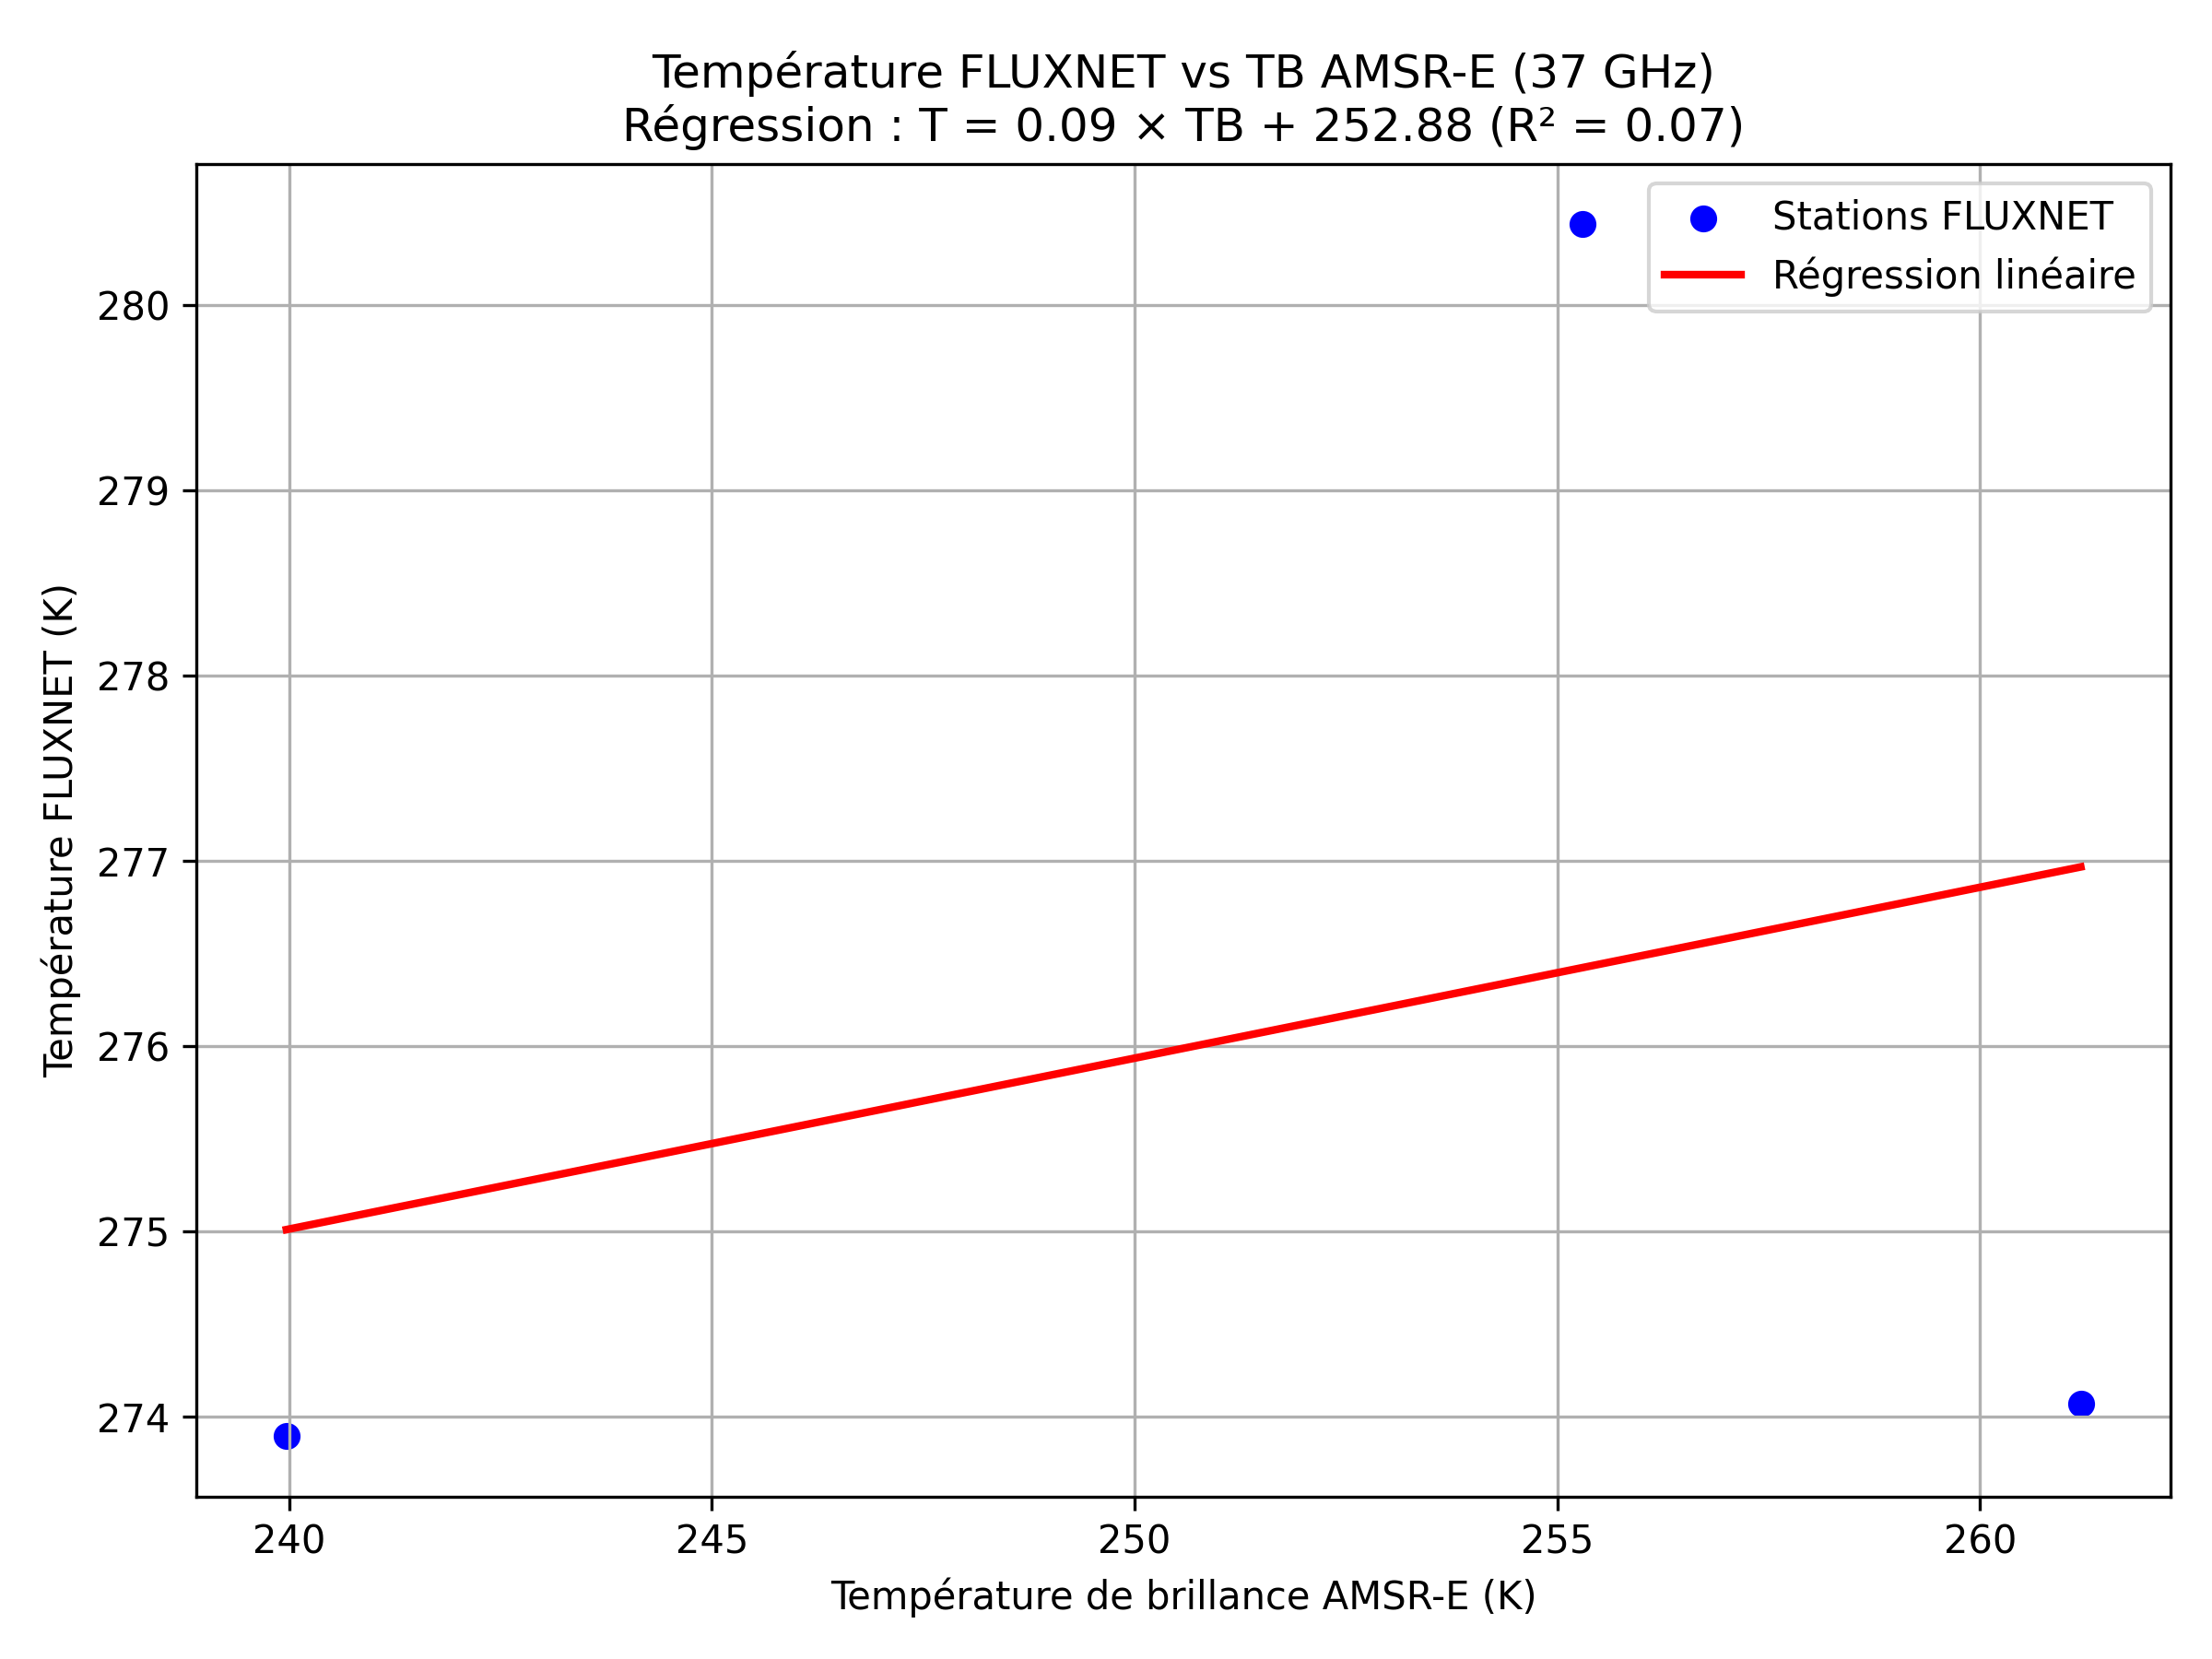 Température FLUXNET vs TB AMSR-E (37 GHz)
Régression : T = 0.09 × TB + 252.88 (R² = 0.07)
Stations FLUXNET
Régression linéaire
Température FLUXNET (K)
280
279
278
277
276
275
274
240 245 250 255 260
Température de brillance AMSR-E (K)